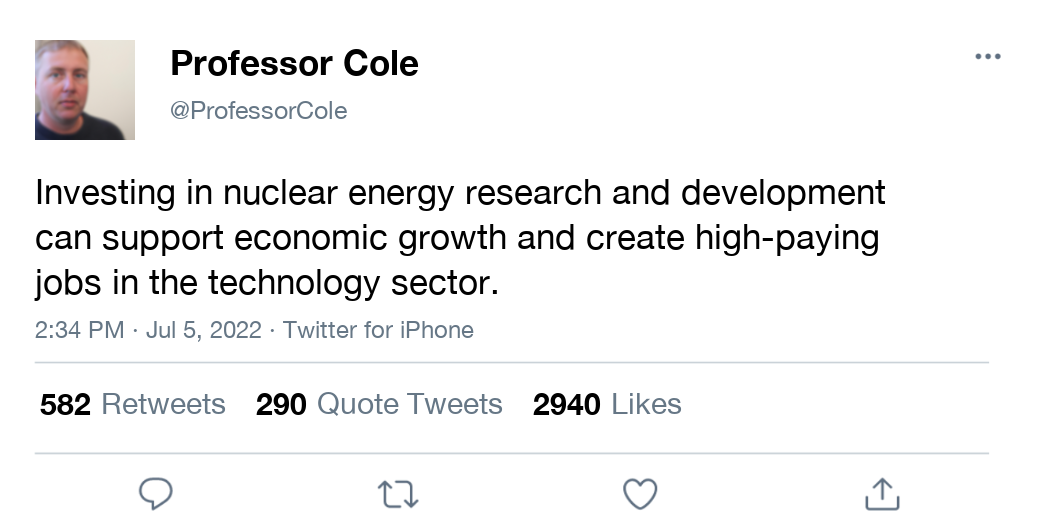 Professor Cole
@ProfessorCole
Investing in nuclear energy research and development
can support economic growth and create high-paying
jobs in the technology sector.
2:34 PM · Jul 5, 2022 · Twitter for iPhone
582 Retweets 290 Quote Tweets 2940 Likes